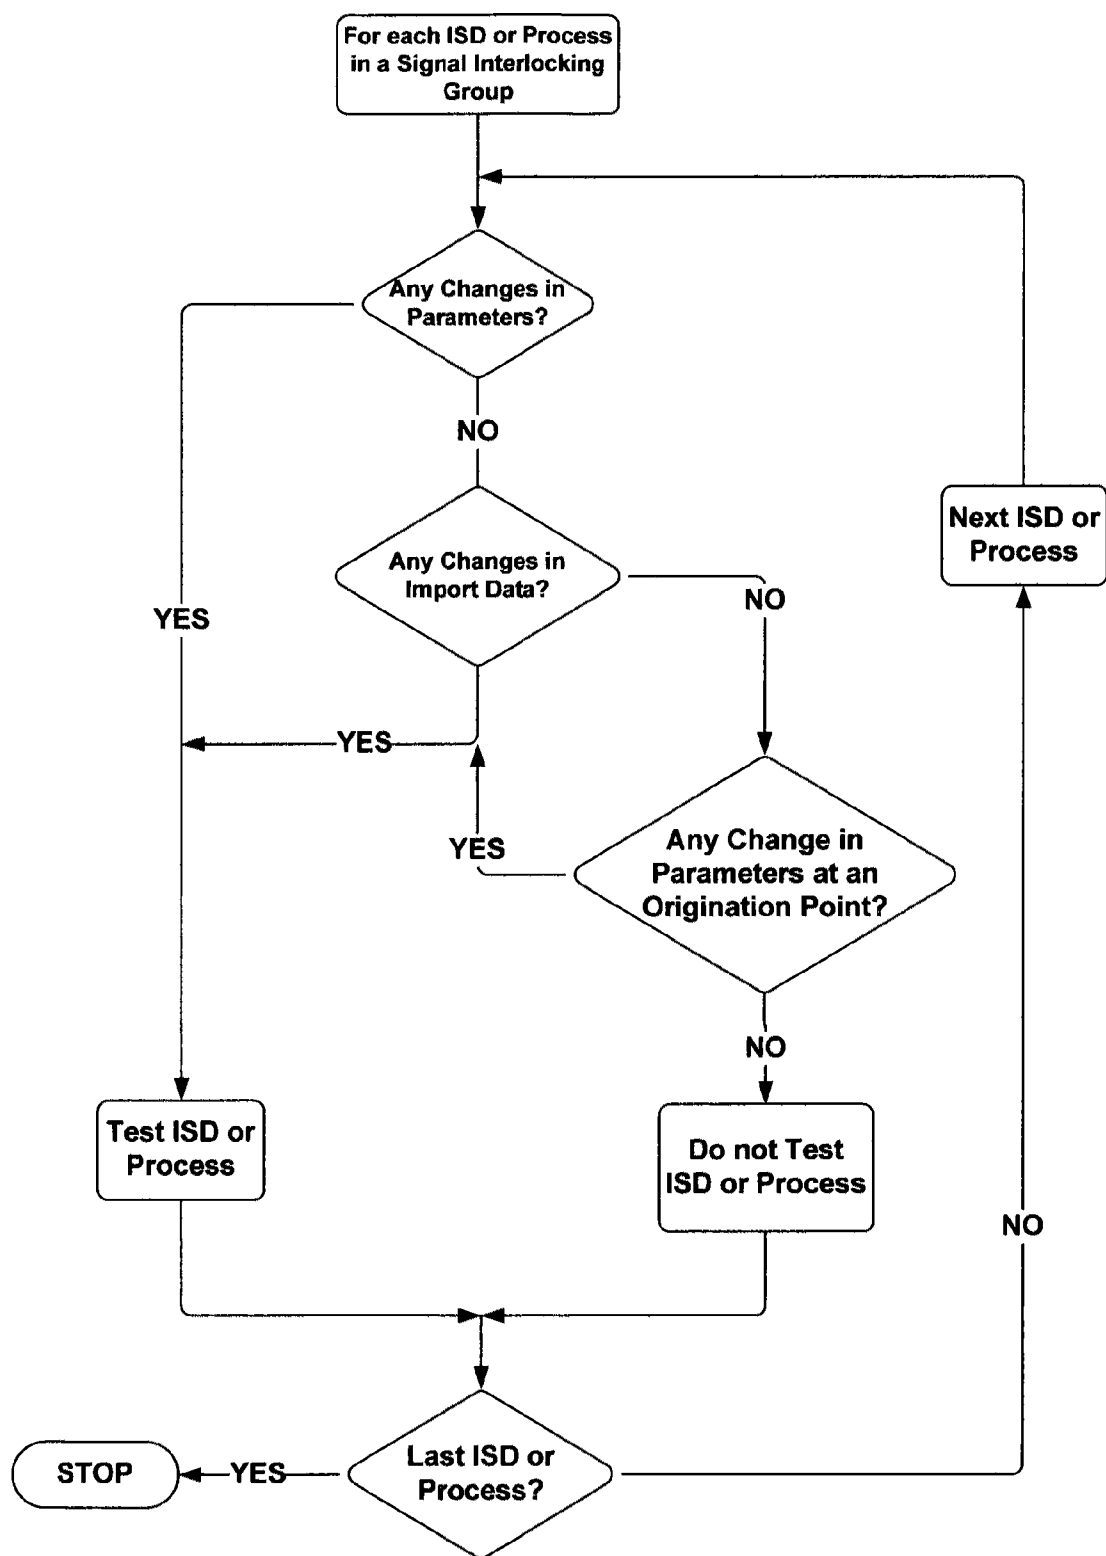 For each ISD or Process
in a Signal Interlocking
Group
Any Changes in
Parameters?
NO
Any Changes in
Import Data?
NO
Next ISD or
Process
YES
YES
YES
Any Change in
Parameters at an
Origination Point?
NO
Test ISD or
Process
Do not Test
ISD or Process
NO
Last ISD or
Process?
YES
STOP